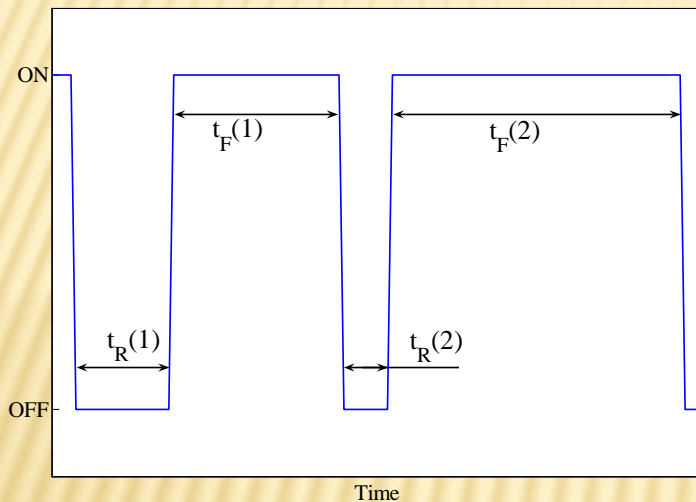 ON
t_F(1)
t_F(2)
t_R(1)
t_R(2)
OFF
Time